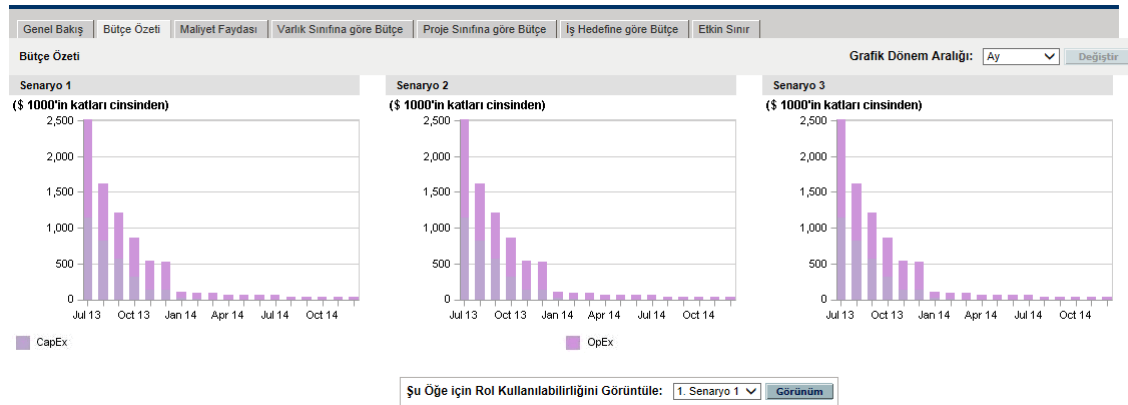 Genel Bakış Bütçe Özeti Maliyet Faydası Varlık Sınıfına göre Bütçe Proje Sınıfına göre Bütçe İş Hedefine göre Bütçe Etkin Sınır
Bütçe Özeti Grafik Dönem Aralığı: Ay Değiştir
Senaryo 1 Senaryo 2 Senaryo 3
($ 1000'in katları cinsinden) ($ 1000'in katları cinsinden) ($ 1000'in katları cinsinden)
2,500 2,500 2,500
2,000 2,000 2,000
1,500 1,500 1,500
1,000 1,000 1,000
500 500 500
0 0 0
Jul 13 Oct 13 Jan 14 Apr 14 Jul 14 Oct 14 Jul 13 Oct 13 Jan 14 Apr 14 Jul 14 Oct 14 Jul 13 Oct 13 Jan 14 Apr 14 Jul 14 Oct 14
CapEx OpEx
Şu Öğe için Rol Kullanılabilirliğini Görüntüle: 1. Senaryo 1 Görünüm